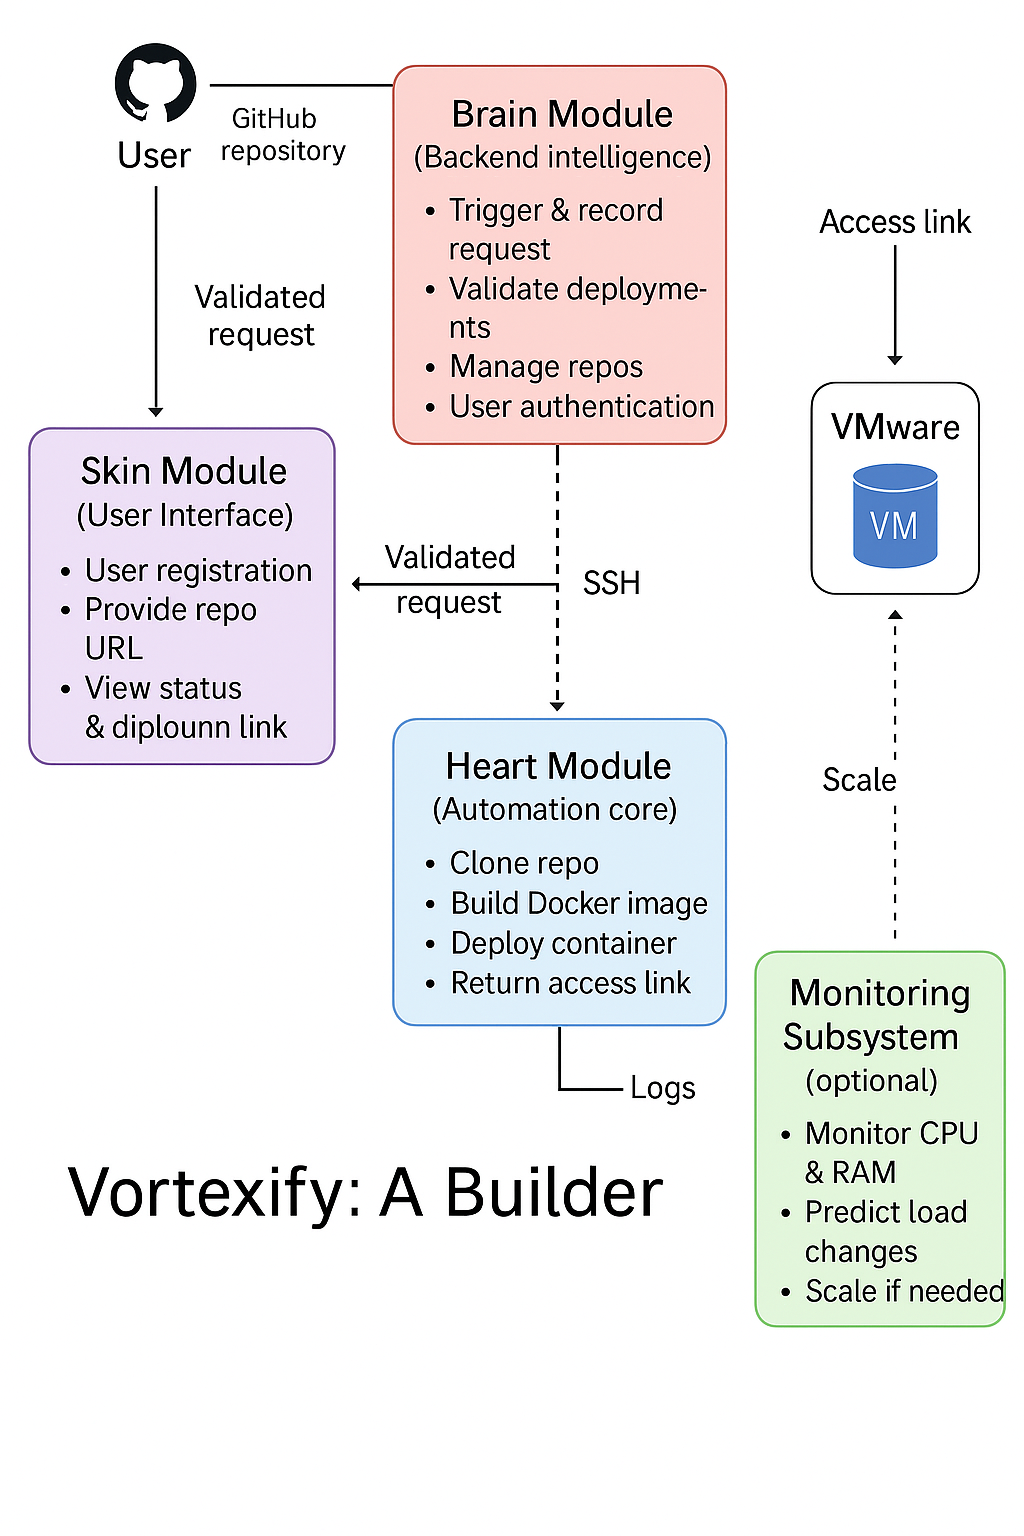 User
GitHub
repository
Brain Module
(Backend intelligence)
• Trigger & record
request
• Validate deployme-
nts
• Manage repos
• User authentication
Access link
Validated
request
VMware
VM
Skin Module
(User Interface)
• User registration
• Provide repo
URL
• View status
& diplounn link
Validated
request
SSH
Heart Module
(Automation core)
• Clone repo
• Build Docker image
• Deploy container
• Return access link
Scale
Logs
Monitoring
Subsystem
(optional)
• Monitor CPU
& RAM
• Predict load
changes
• Scale if needed
Vortexify: A Builder